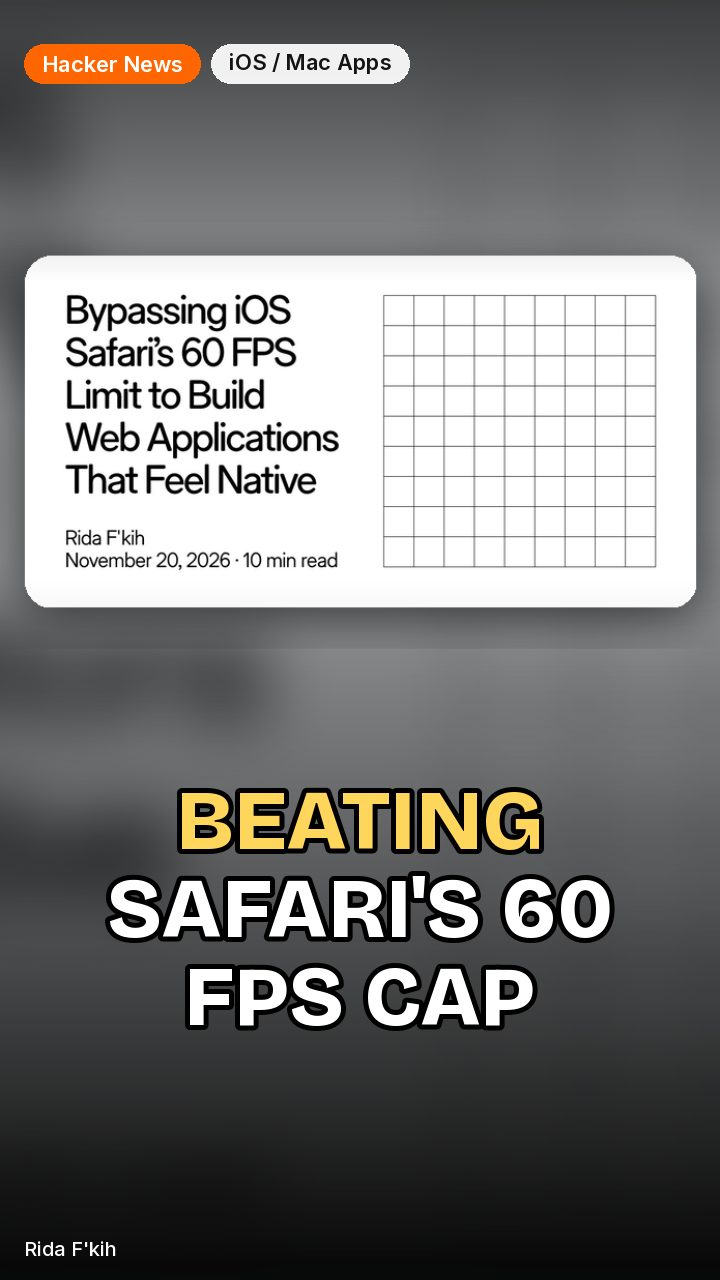 Hacker News
iOS / Mac Apps
Bypassing iOS
Safari’s 60 FPS
Limit to Build
Web Applications
That Feel Native
Rida F'kih
November 20, 2026 · 10 min read
BEATING
SAFARI'S 60
FPS CAP
Rida F'kih